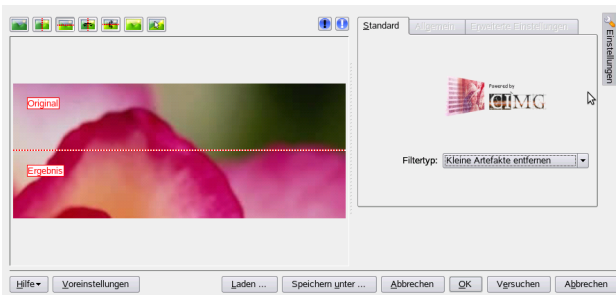 Standard
Allgemein
Erweiterte Einstellungen
Einstellungen
Original
Ergebnis
Powered by
CIMG
Filtertyp:
Kleine Artefakte entfernen
Hilfe
Voreinstellungen
Laden ...
Speichern unter ...
Abbrechen
OK
Versuchen
Abbrechen